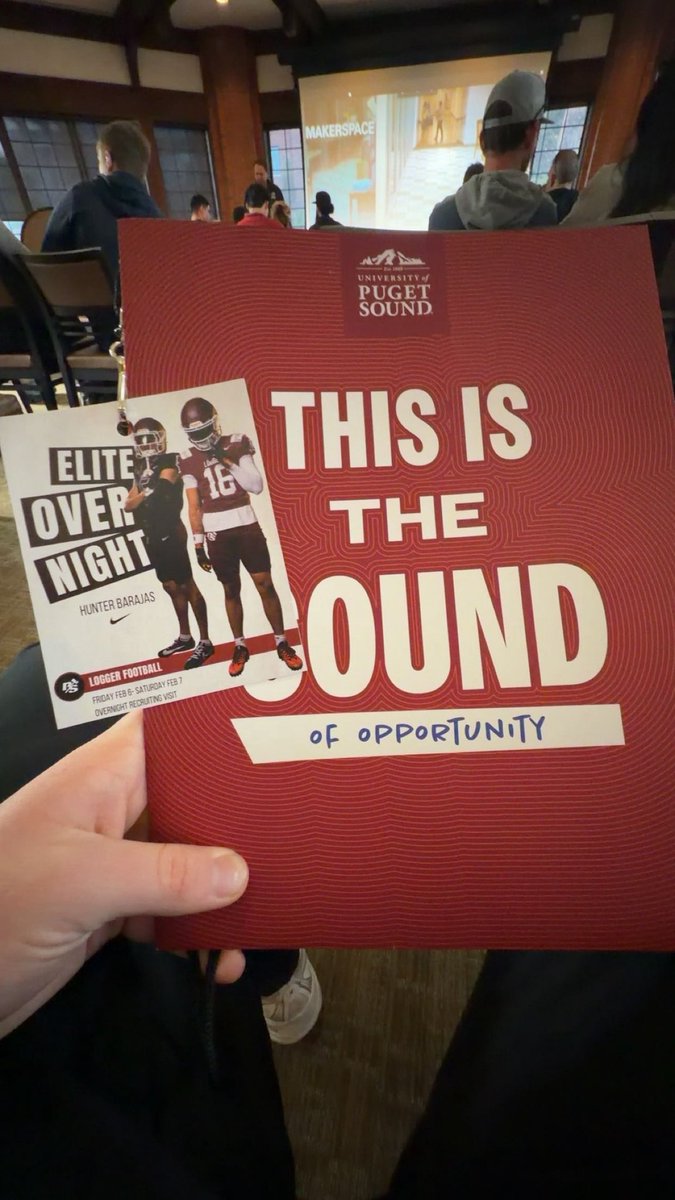 MAKERSPACE
Est 1888
UNIVERSITY of
PUGET
SOUND
THIS IS
THE
SOUND
OF OPPORTUNITY
ELITE
OVER
NIGHT
HUNTER BARAJAS
16
LOGGER FOOTBALL
FRIDAY FEB 6- SATURDAY FEB 7
OVERNIGHT RECRUITING VISIT